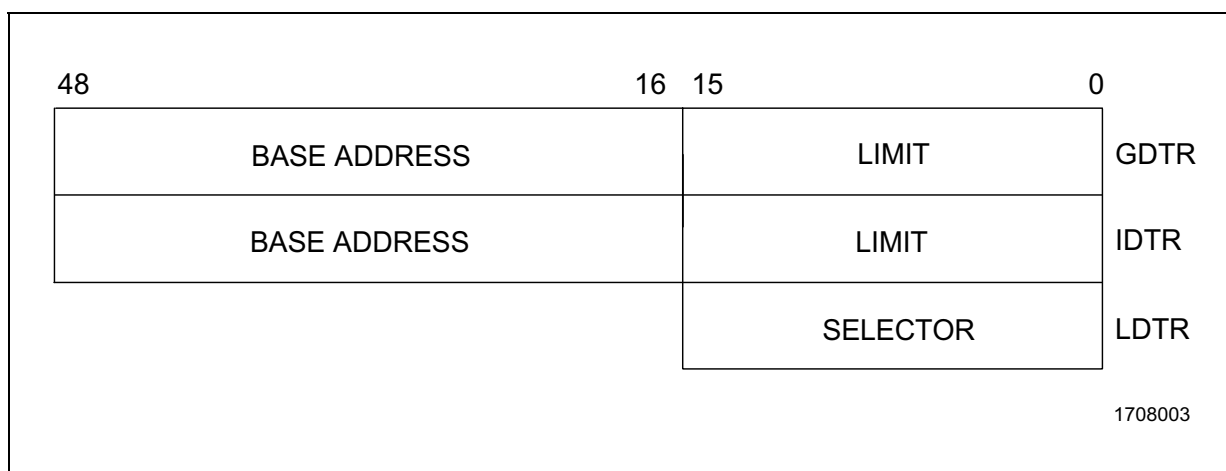 48 16 15 0
BASE ADDRESS LIMIT GDTR
BASE ADDRESS LIMIT IDTR
SELECTOR LDTR
1708003